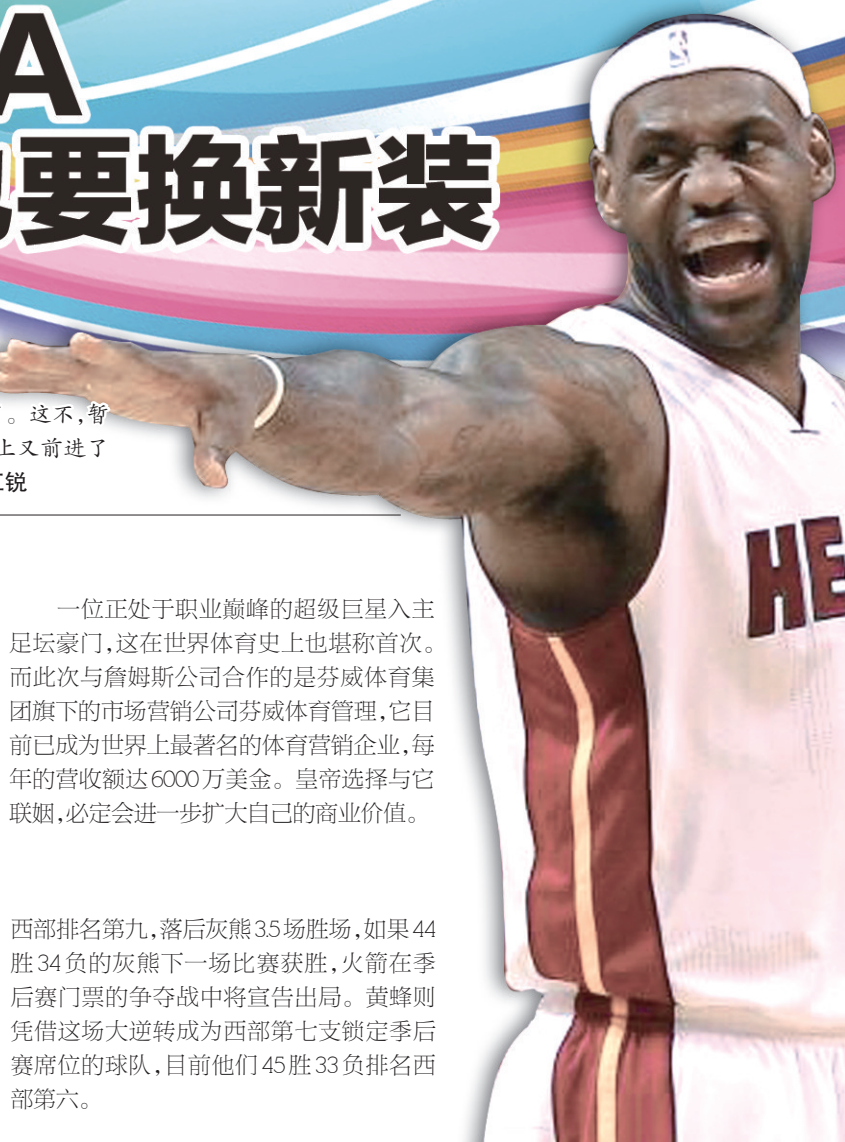 A
要换新装
。这不,暂
上又前进了
锐
一位正处于职业巅峰的超级巨星入主
足坛豪门,这在世界体育史上也堪称首次。
而此次与詹姆斯公司合作的是芬威体育集
团旗下的市场营销公司芬威体育管理,它目
前已成为世界上最著名的体育营销企业,每
年的营收额达6000万美金。皇帝选择与它
联姻,必定会进一步扩大自己的商业价值。
HE
西部排名第九,落后灰熊3.5场胜场,如果44
胜34负的灰熊下一场比赛获胜,火箭在季
后赛门票的争夺战中将宣告出局。黄蜂则
凭借这场大逆转成为西部第七支锁定季后
赛席位的球队,目前他们45胜33负排名西
部第六。